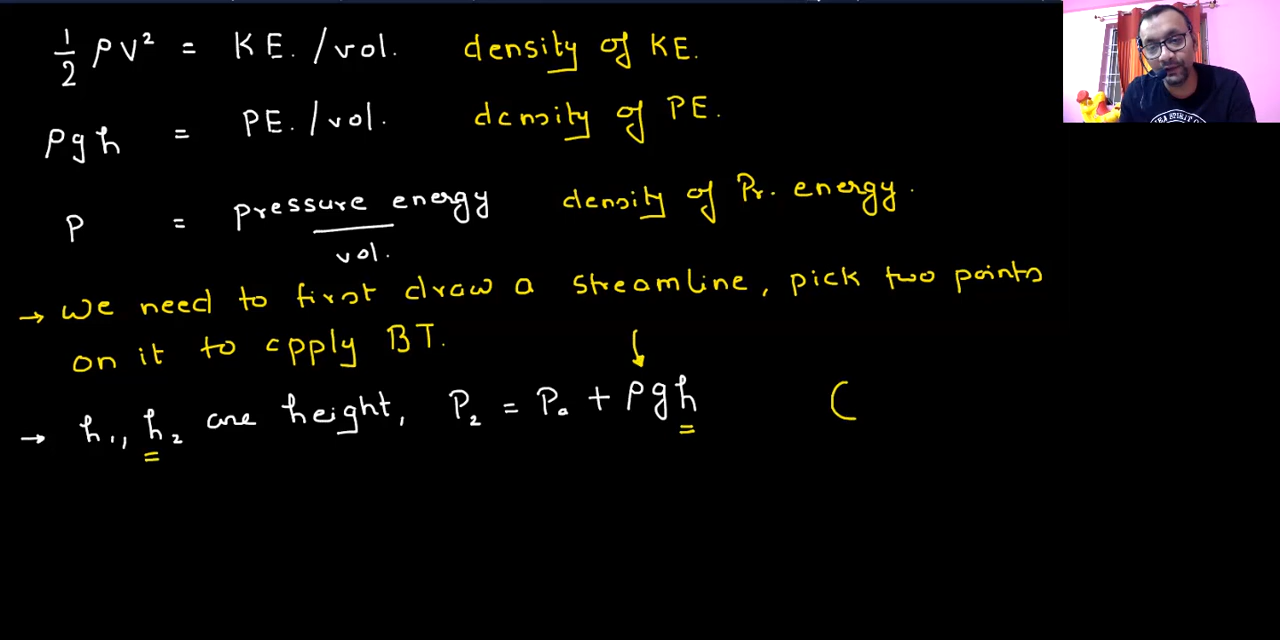 1/2 ρv² = KE. /vol. density of KE.
ρgh = PE. /vol. density of PE.
P = pressure energy / vol. density of Pr. energy.
→ We need to first draw a streamline, pick two points
on it to apply BT.
→ h₁, h₂ are height, P₂ = P₀ + ρgh (